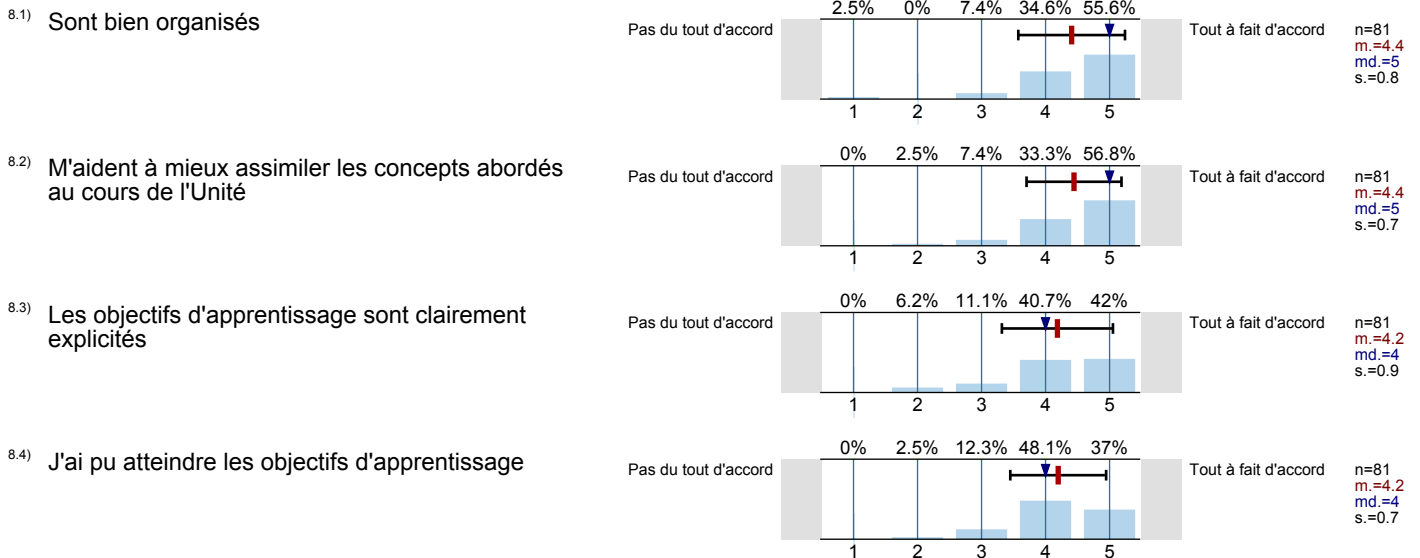 8.1) Sont bien organisés
2.5% 0% 7.4% 34.6% 55.6%
Pas du tout d'accord
Tout à fait d'accord
n=81
m.=4.4
md.=5
s.=0.8
1 2 3 4 5
8.2) M'aident à mieux assimiler les concepts abordés
au cours de l'Unité
0% 2.5% 7.4% 33.3% 56.8%
Pas du tout d'accord
Tout à fait d'accord
n=81
m.=4.4
md.=5
s.=0.7
1 2 3 4 5
8.3) Les objectifs d'apprentissage sont clairement
explicités
0% 6.2% 11.1% 40.7% 42%
Pas du tout d'accord
Tout à fait d'accord
n=81
m.=4.2
md.=4
s.=0.9
1 2 3 4 5
8.4) J'ai pu atteindre les objectifs d'apprentissage
0% 2.5% 12.3% 48.1% 37%
Pas du tout d'accord
Tout à fait d'accord
n=81
m.=4.2
md.=4
s.=0.7
1 2 3 4 5